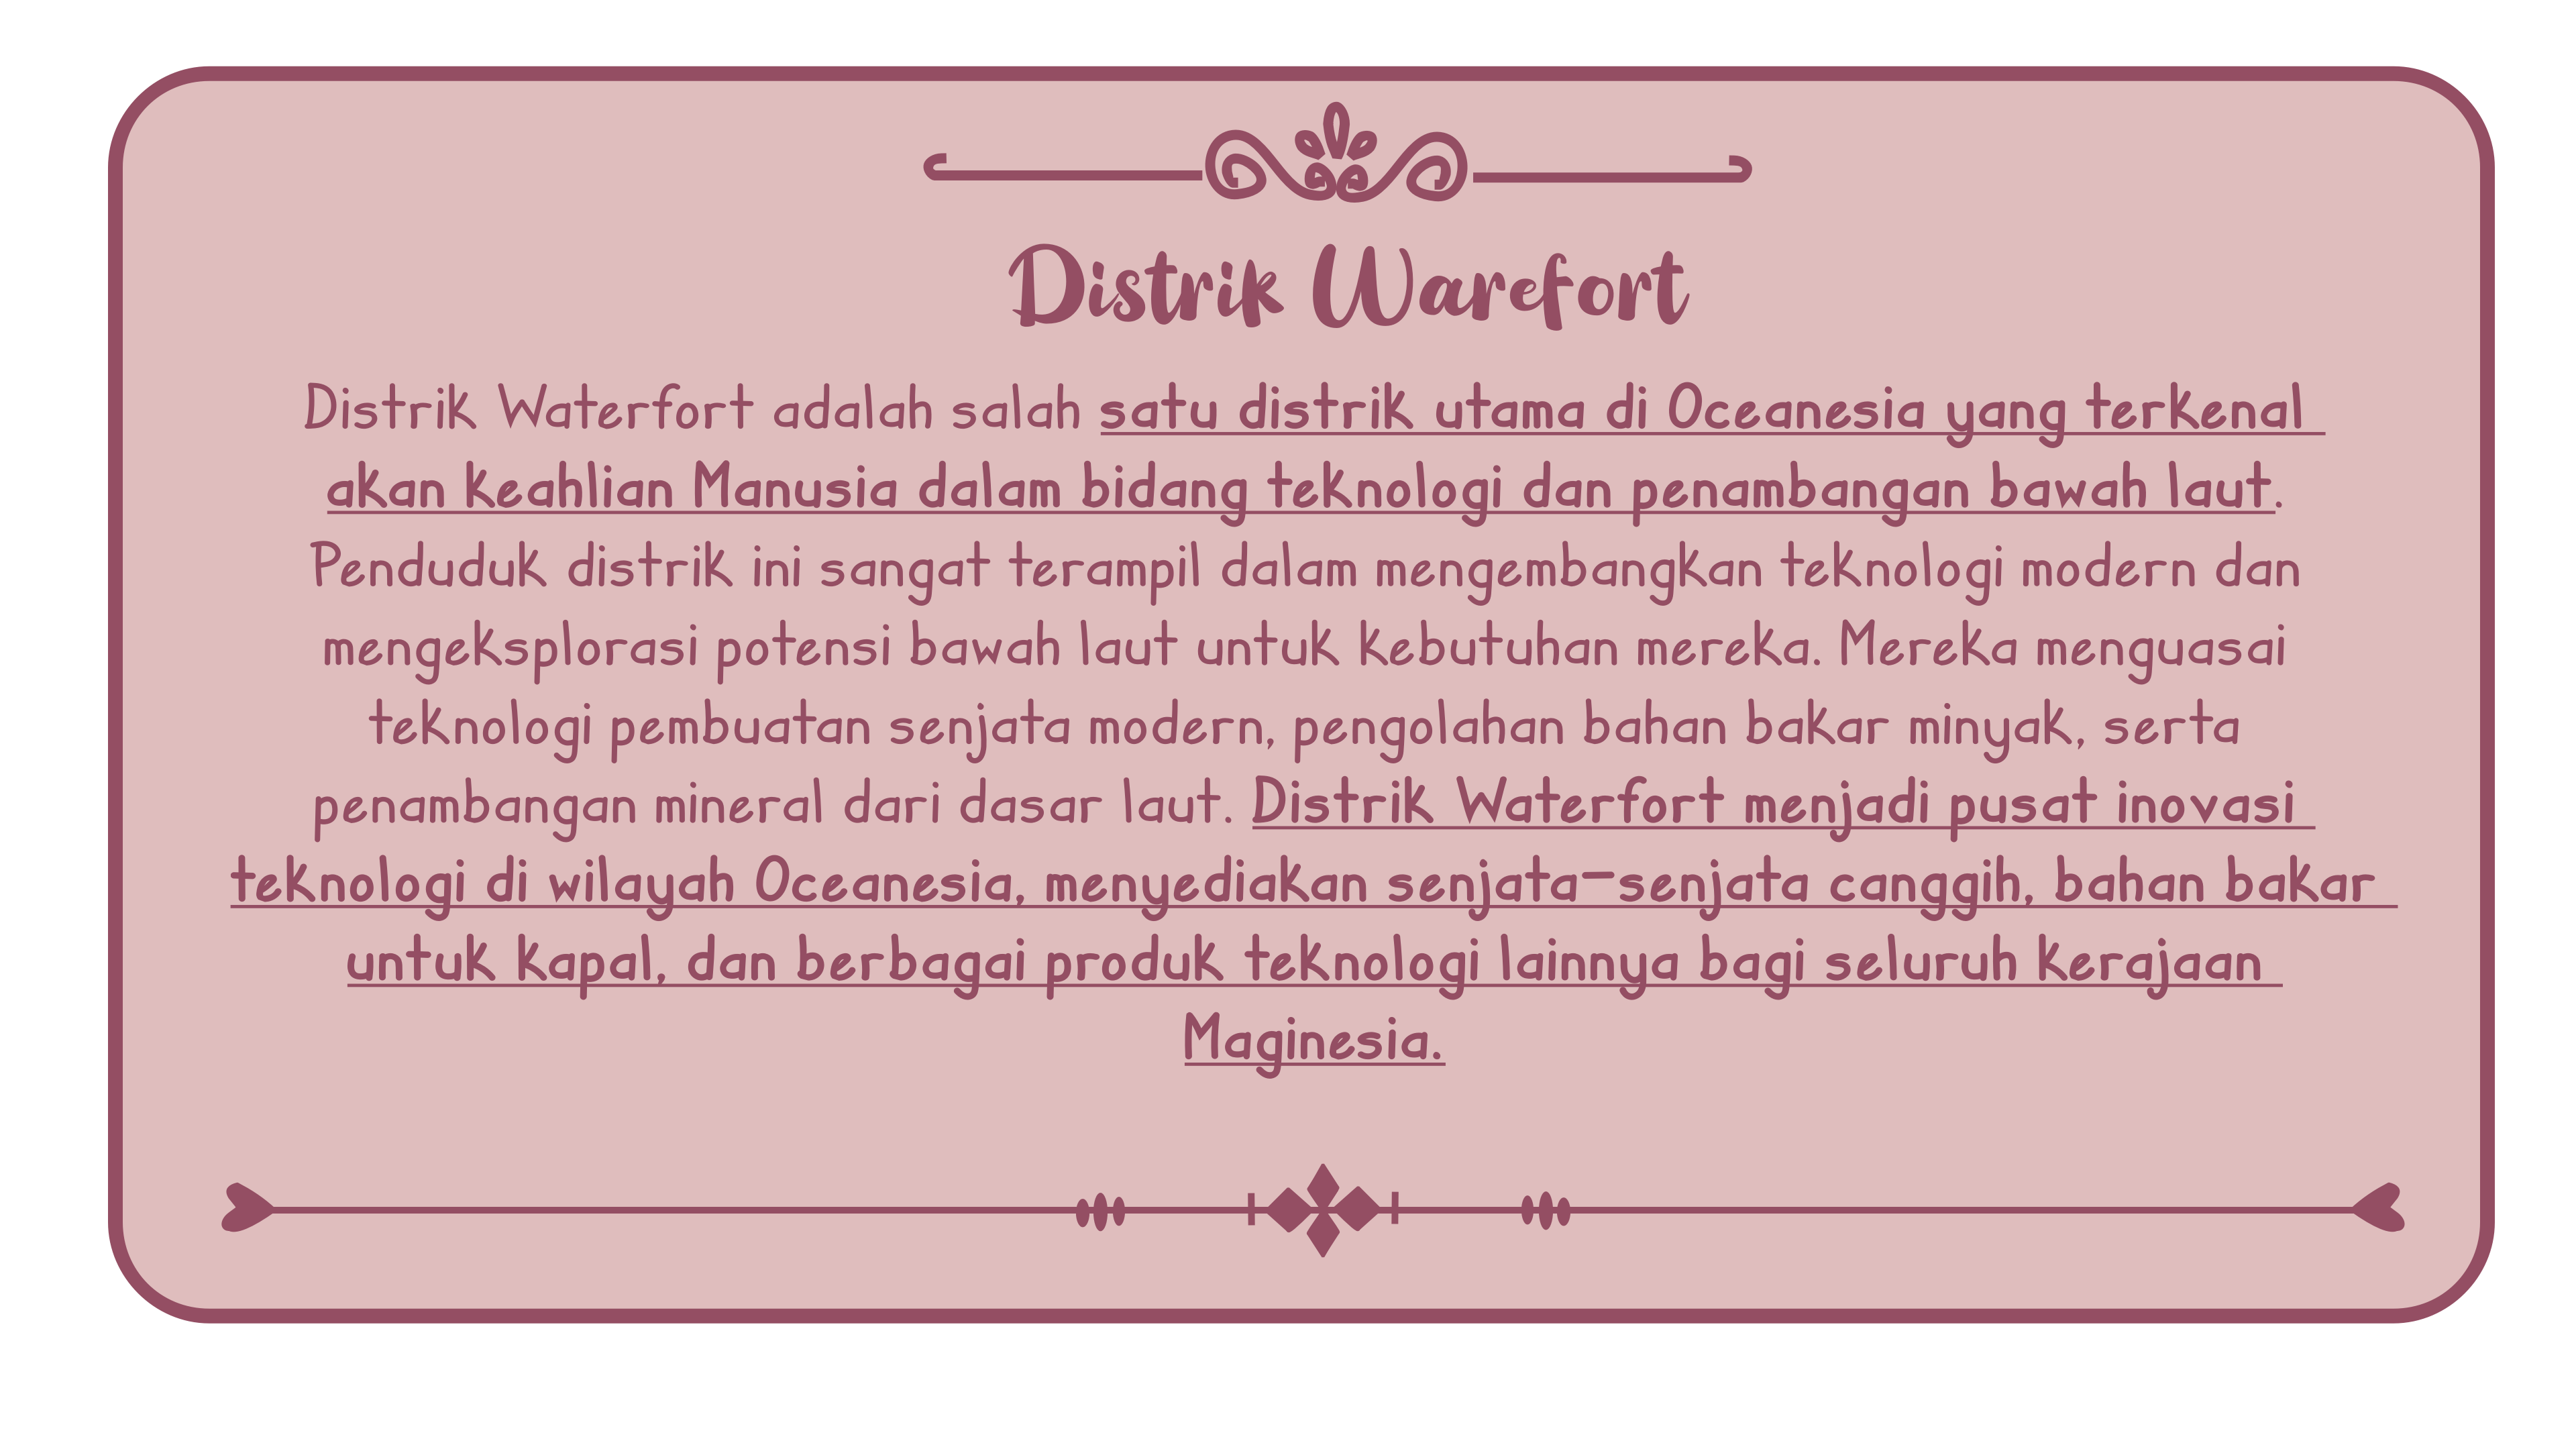 Distrik Warefort
Distrik Waterfort adalah salah satu distrik utama di Oceanesia yang terkenal
akan keahlian Manusia dalam bidang teknologi dan penambangan bawah laut.
Penduduk distrik ini sangat terampil dalam mengembangkan teknologi modern dan
mengeksplorasi potensi bawah laut untuk kebutuhan mereka. Mereka menguasai
teknologi pembuatan senjata modern, pengolahan bahan bakar minyak, serta
penambangan mineral dari dasar laut. Distrik Waterfort menjadi pusat inovasi
teknologi di wilayah Oceanesia, menyediakan senjata-senjata canggih, bahan bakar
untuk kapal, dan berbagai produk teknologi lainnya bagi seluruh kerajaan
Maginesia.